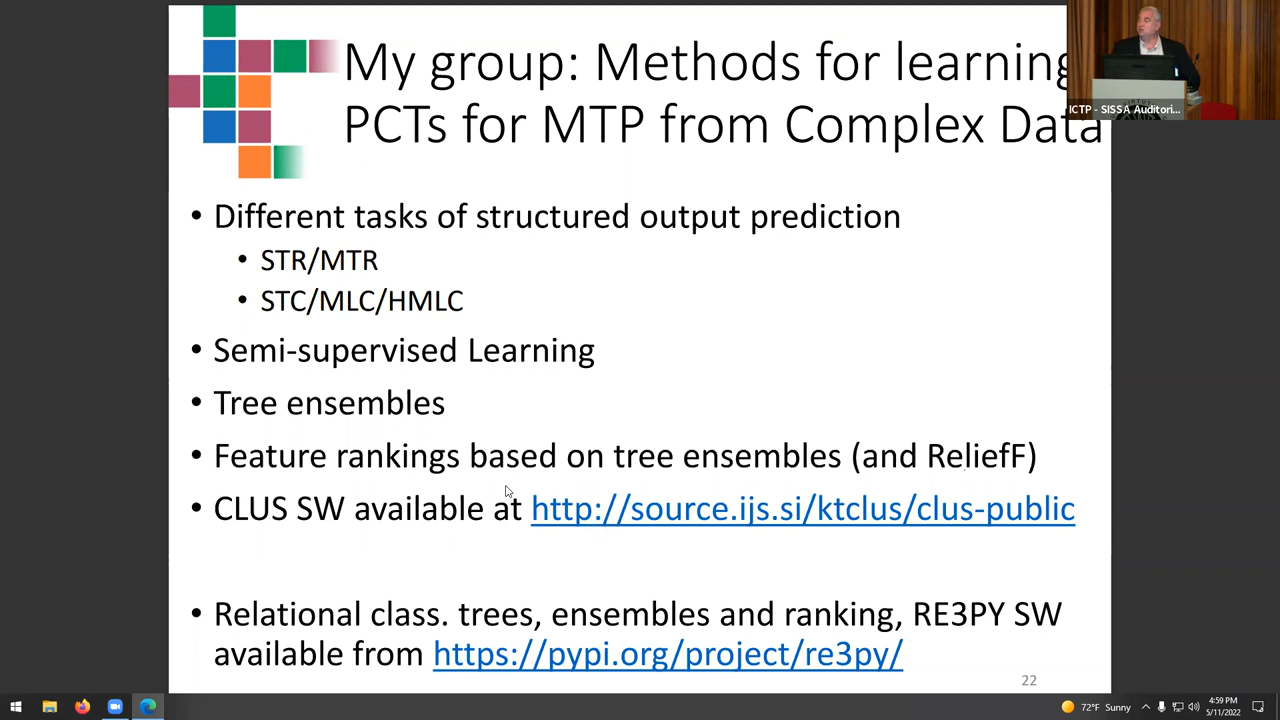 My group: Methods for learning
PCTs for MTP from Complex Data
ICTP - SISSA Auditori...
• Different tasks of structured output prediction
• STR/MTR
• STC/MLC/HMLC
• Semi-supervised Learning
• Tree ensembles
• Feature rankings based on tree ensembles (and ReliefF)
• CLUS SW available at http://source.ijs.si/ktclus/clus-public
• Relational class. trees, ensembles and ranking, RE3PY SW
available from https://pypi.org/project/re3py/
22
72°F Sunny
4:59 PM
5/11/2022